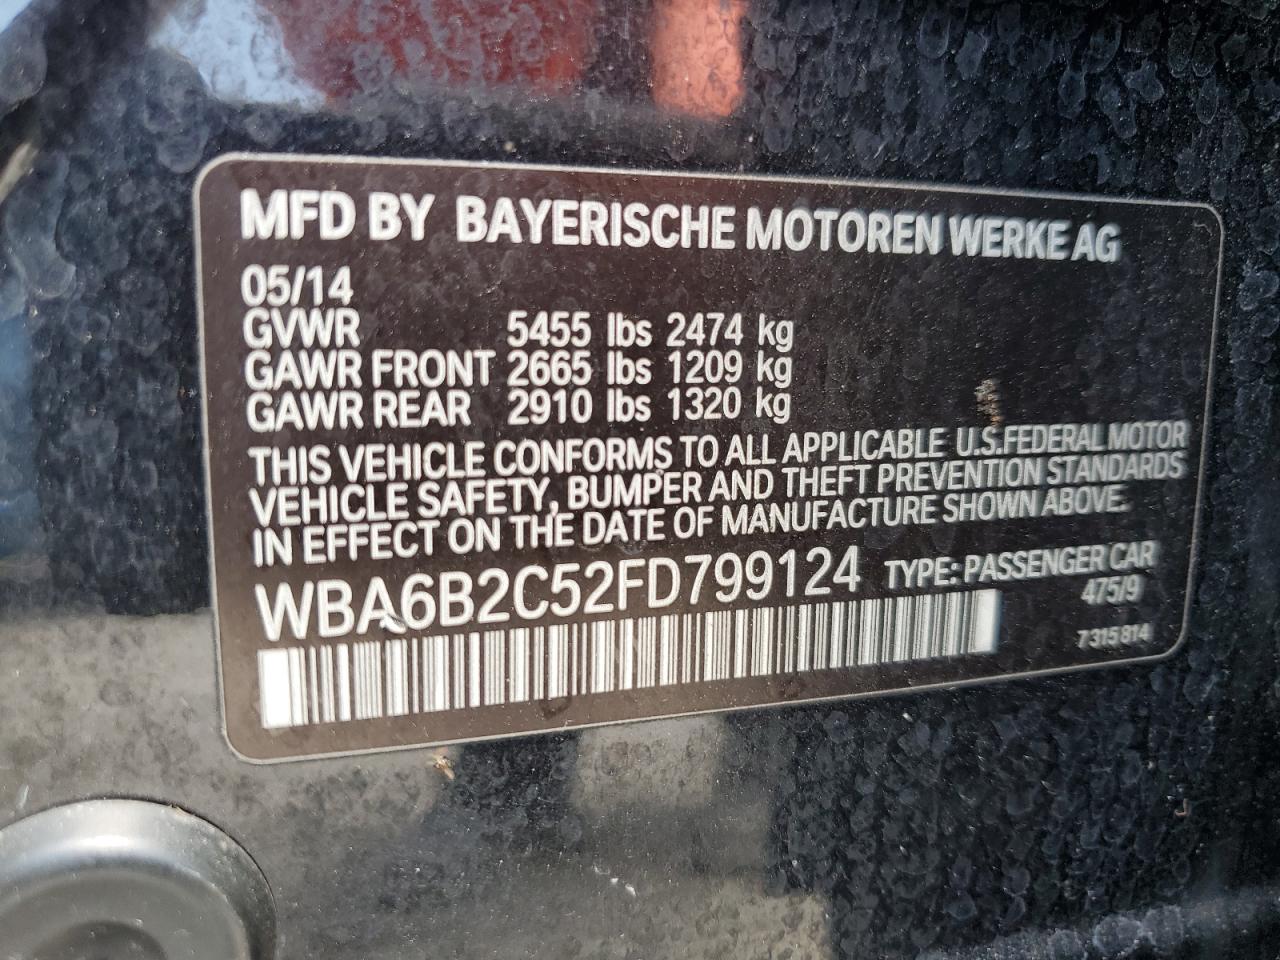 MFD BY BAYERISCHE MOTOREN WERKE AG
05/14
GVWR 5455 lbs 2474 kg
GAWR FRONT 2665 lbs 1209 kg
GAWR REAR 2910 lbs 1320 kg
THIS VEHICLE CONFORMS TO ALL APPLICABLE U.S.FEDERAL MOTOR
VEHICLE SAFETY, BUMPER AND THEFT PREVENTION STANDARDS
IN EFFECT ON THE DATE OF MANUFACTURE SHOWN ABOVE.
WBA6B2C52FD799124 TYPE: PASSENGER CAR
475/9
7315814